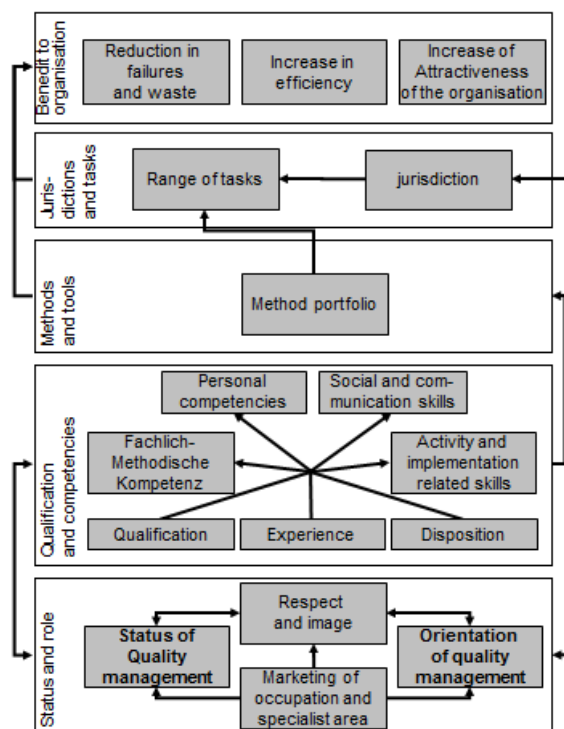 Benedit to
organisation
Reduction in
failures
and waste
Increase in
efficiency
Increase of
Attractiveness
of the organisation
Juris-
dictions
and tasks
Range of tasks
jurisdiction
Methods
and tools
Method portfolio
Qualification
and competencies
Personal
competencies
Social and com-
munication skills
Fachlich-
Methodische
Kompetenz
Activity and
implementation
related skills
Qualification
Experience
Disposition
Status and role
Respect
and image
Status of
Quality
management
Orientation
of quality
management
Marketing of
occupation and
specialist area